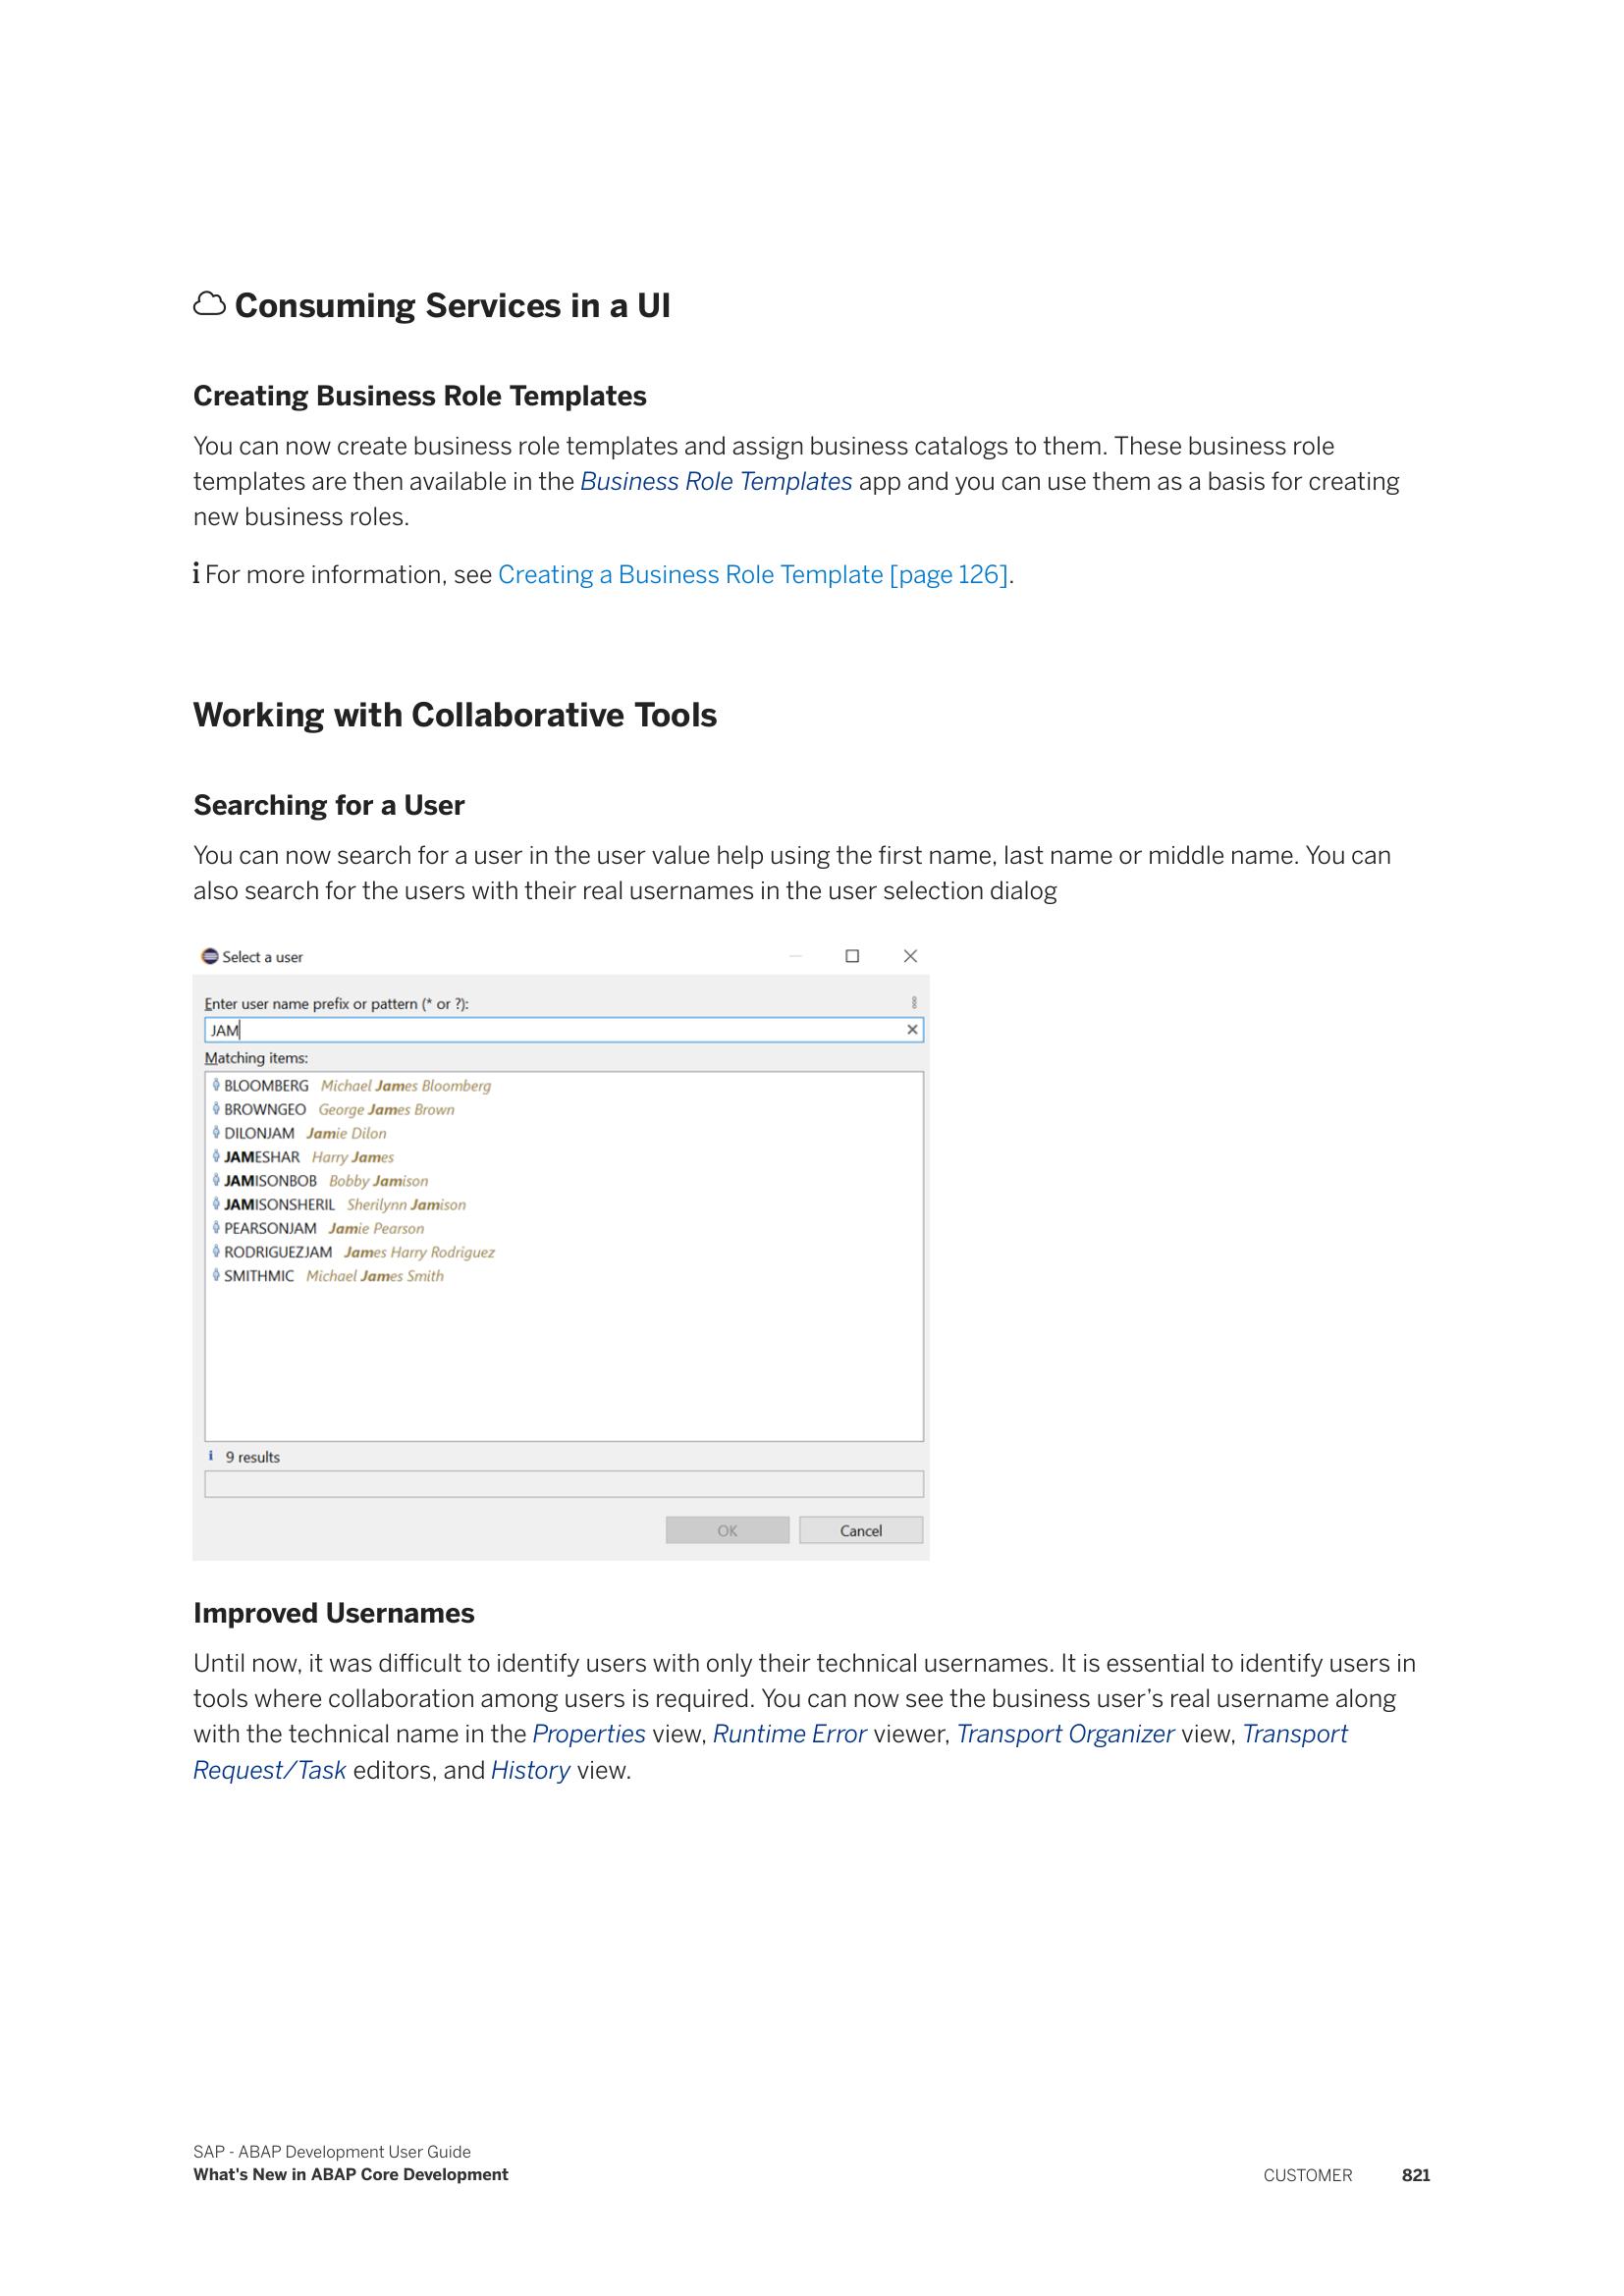 Consuming Services in a UI
Creating Business Role Templates
You can now create business role templates and assign business catalogs to them. These business role
templates are then available in the Business Role Templates app and you can use them as a basis for creating
new business roles.
i For more information, see Creating a Business Role Template [page 126].
Working with Collaborative Tools
Searching for a User
You can now search for a user in the user value help using the first name, last name or middle name. You can
also search for the users with their real usernames in the user selection dialog
Select a user
Enter user name prefix or pattern (* or ?):
JAM
Matching items:
BLOOMBERG Michael James Bloomberg
BROWNGEO George James Brown
DILONJAM Jamie Dilon
JAMESHAR Harry James
JAMISONBOB Bobby Jamison
JAMISONSHERIL Sherilynn Jamison
PEARSONJAM Jamie Pearson
RODRIGUEZJAM James Harry Rodriguez
SMITHMIC Michael James Smith
i 9 results
OK Cancel
Improved Usernames
Until now, it was difficult to identify users with only their technical usernames. It is essential to identify users in
tools where collaboration among users is required. You can now see the business user's real username along
with the technical name in the Properties view, Runtime Error viewer, Transport Organizer view, Transport
Request/Task editors, and History view.
SAP - ABAP Development User Guide
What's New in ABAP Core Development
CUSTOMER 821